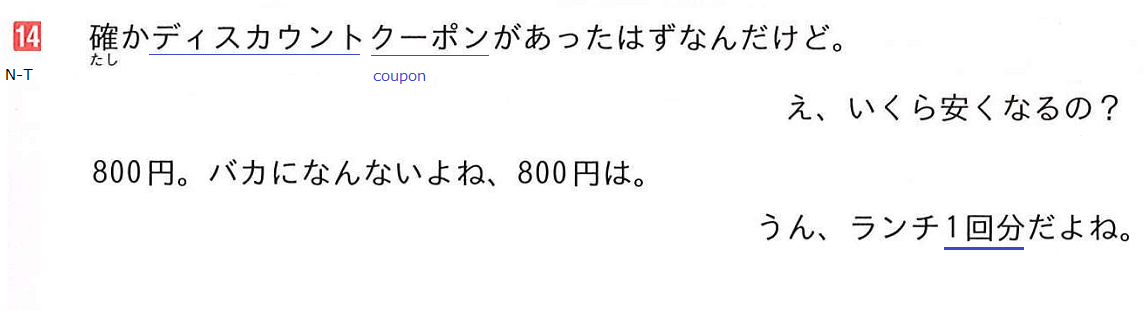 14 確かディスカウントクーポンがあったはずなんだけど。
たし
N-T
coupon
え、いくら安くなるの？
800円。バカになんないよね、800円は。
うん、ランチ1回分だよね。